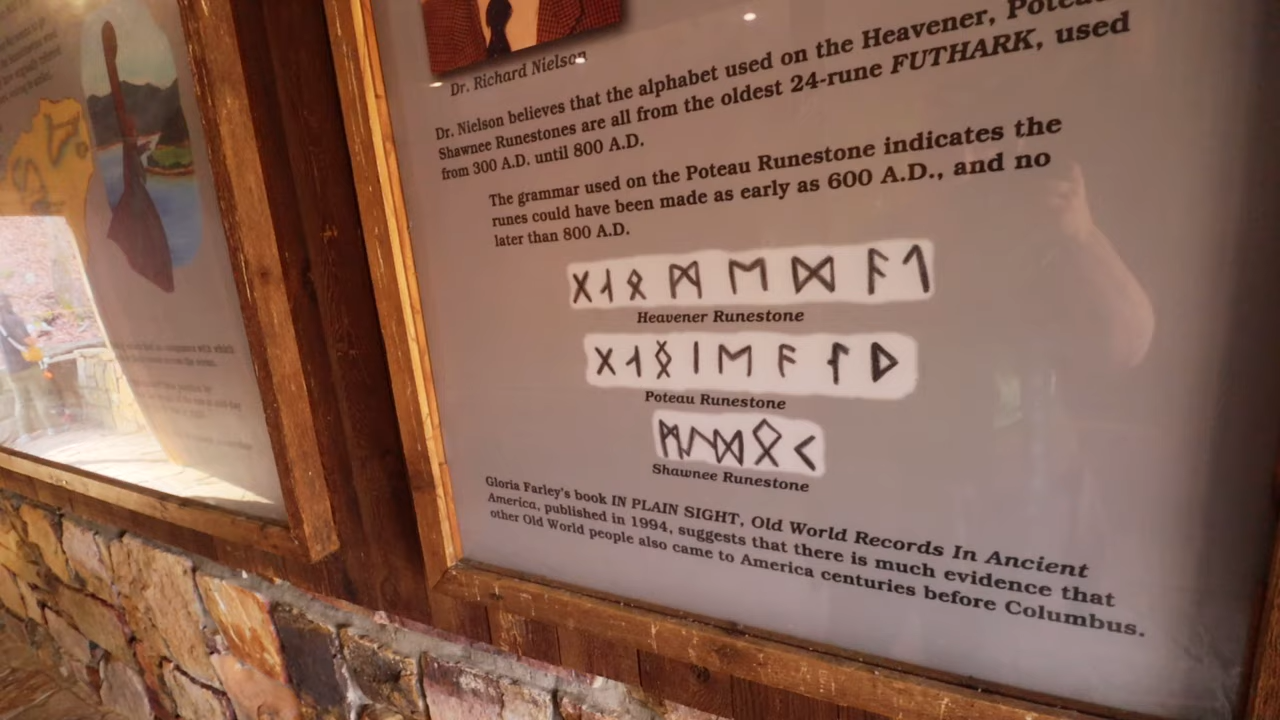 Dr. Richard Nielson
Dr. Nielson believes that the alphabet used on the Heavener, Poteau
Shawnee Runestones are all from the oldest 24-rune FUTHARK, used
from 300 A.D. until 800 A.D.
The grammar used on the Poteau Runestone indicates the
runes could have been made as early as 600 A.D., and no
later than 800 A.D.
ᚷᛆᛟᛗᛖᛞᚨᛐ
Heavener Runestone
ᚷᛆᛝᛁᛖᚨᛚᚦ
Poteau Runestone
ᛗᛖᛞᛟᚲ
Shawnee Runestone
Gloria Farley's book IN PLAIN SIGHT, Old World Records In Ancient
America, published in 1994, suggests that there is much evidence that
other Old World people also came to America centuries before Columbus.